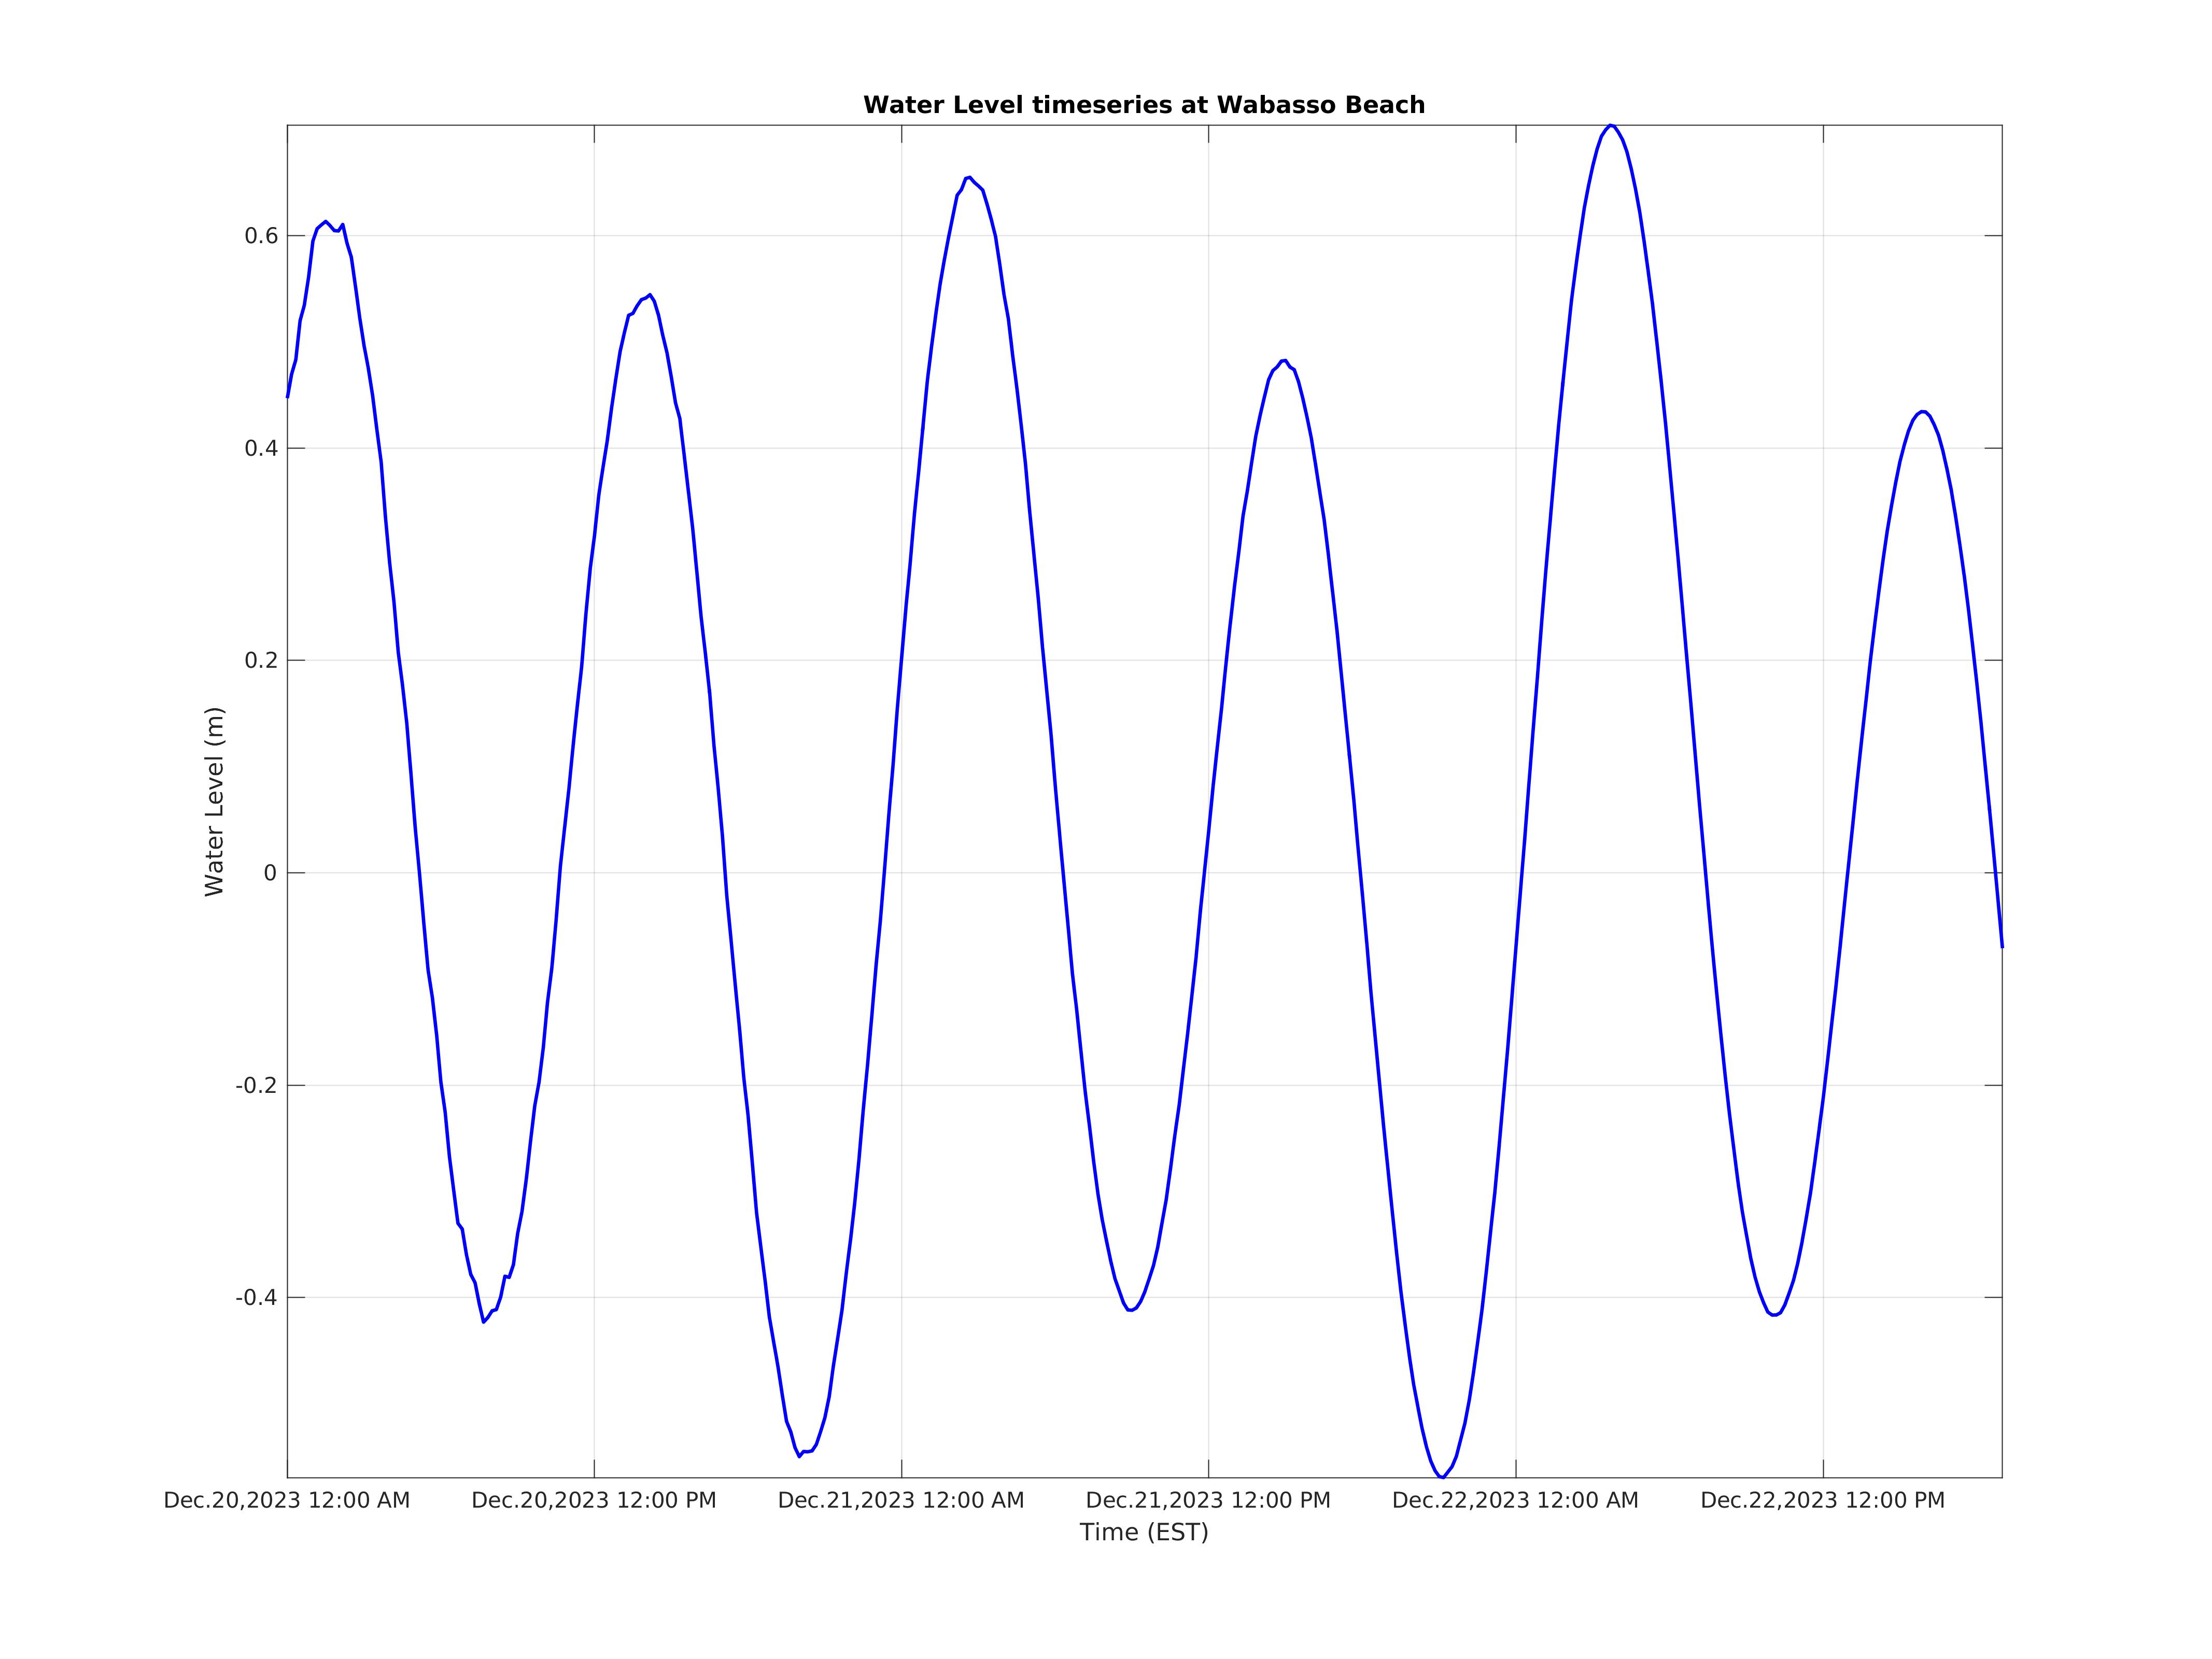 Water Level timeseries at Wabasso Beach
0.6
0.4
0.2
0
-0.2
-0.4
Water Level (m)
Dec.20,2023 12:00 AM Dec.20,2023 12:00 PM Dec.21,2023 12:00 AM Dec.21,2023 12:00 PM Dec.22,2023 12:00 AM Dec.22,2023 12:00 PM
Time (EST)